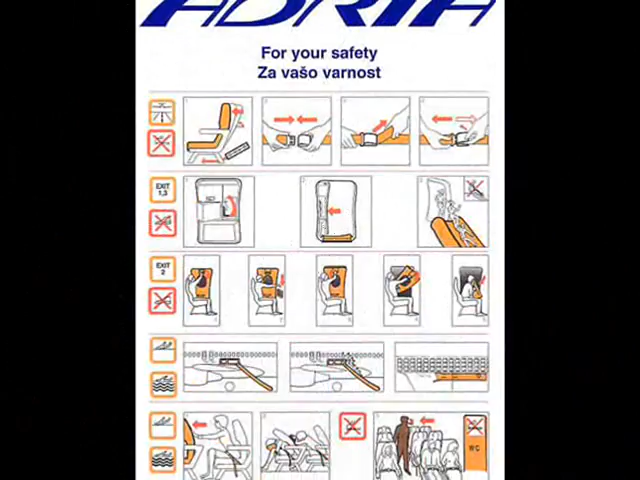 ADRIA
For your safety
Za vašo varnost
EXIT
1,3
EXIT
2
WC